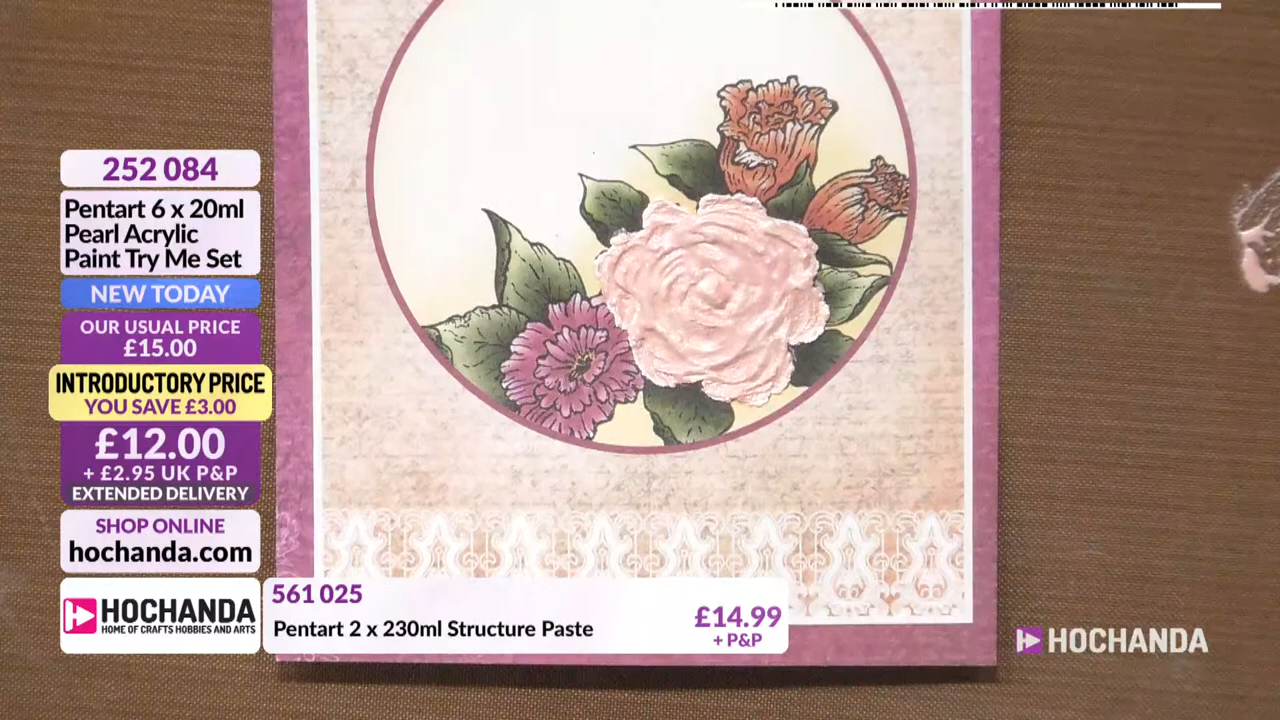 252 084
Pentart 6 x 20ml
Pearl Acrylic
Paint Try Me Set
NEW TODAY
OUR USUAL PRICE
£15.00
INTRODUCTORY PRICE
YOU SAVE £3.00
£12.00
+ £2.95 UK P&P
EXTENDED DELIVERY
SHOP ONLINE
hochanda.com
HOCHANDA
HOME OF CRAFTS HOBBIES AND ARTS
561 025
Pentart 2 x 230ml Structure Paste
£14.99
+ P&P
HOCHANDA